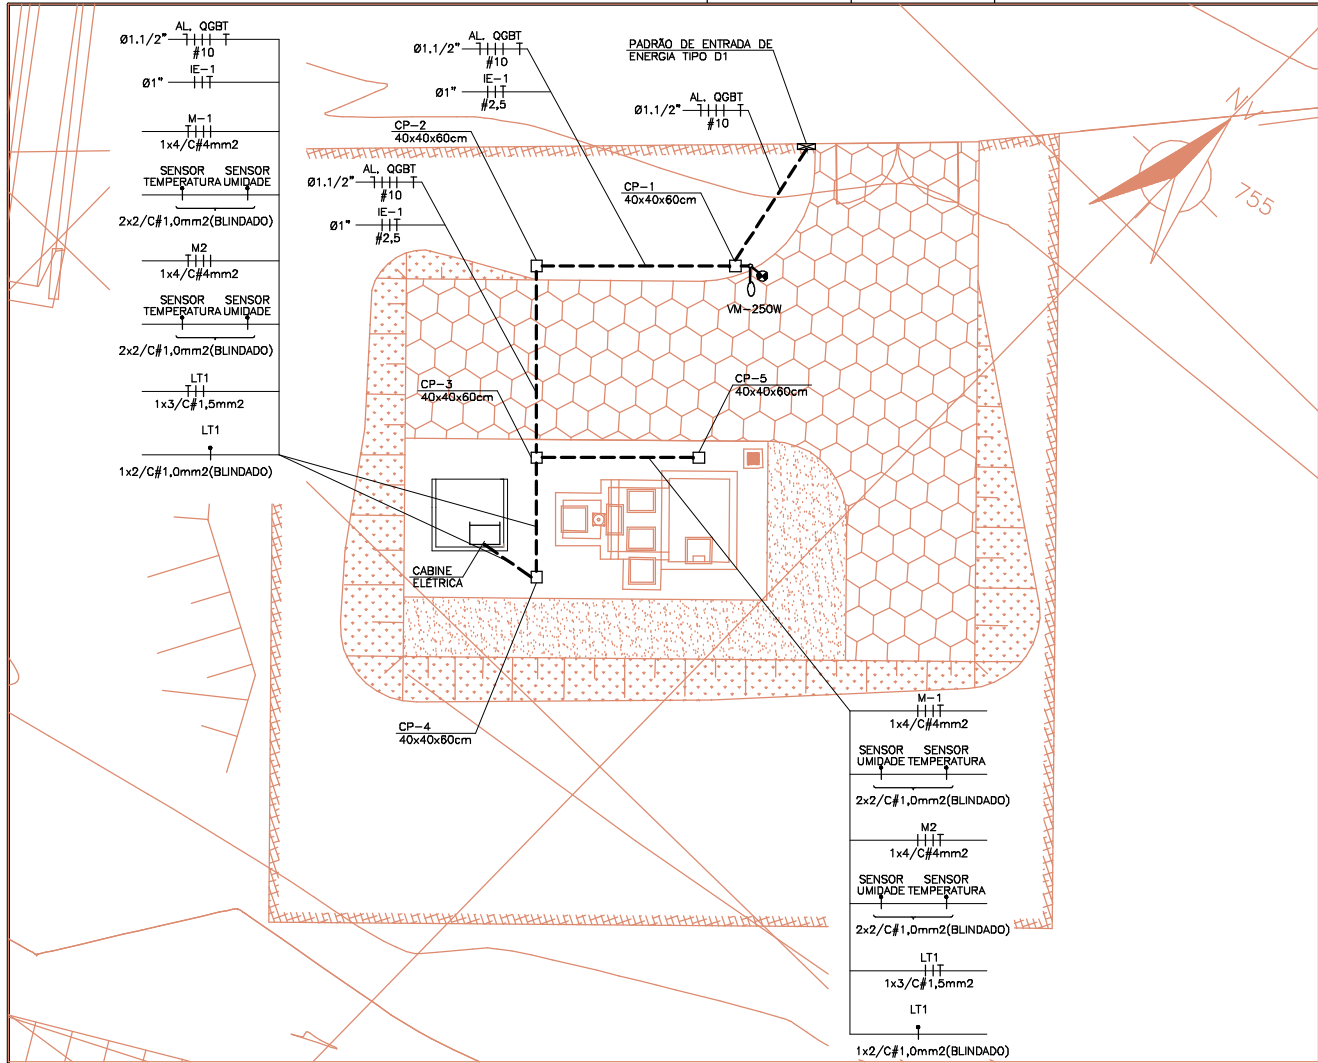 AL. QGBT
Ø1.1/2"
#10
IE-1
Ø1"
M-1
1x4/C#4mm2
SENSOR SENSOR
TEMPERATURA UMIDADE
2x2/C#1,0mm2(BLINDADO)
M2
1x4/C#4mm2
SENSOR SENSOR
TEMPERATURA UMIDADE
2x2/C#1,0mm2(BLINDADO)
LT1
1x3/C#1,5mm2
LT1
1x2/C#1,0mm2(BLINDADO)
AL. QGBT
Ø1.1/2"
#10
IE-1
Ø1"
#2,5
CP-2
40x40x60cm
AL. QGBT
Ø1.1/2"
#10
IE-1
Ø1"
#2,5
PADRÃO DE ENTRADA DE
ENERGIA TIPO D1
AL. QGBT
Ø1.1/2"
#10
CP-1
40x40x60cm
N
755
VM-250W
CP-3
40x40x60cm
CP-5
40x40x60cm
CABINE
ELÉTRICA
CP-4
40x40x60cm
M-1
1x4/C#4mm2
SENSOR SENSOR
UMIDADE TEMPERATURA
2x2/C#1,0mm2(BLINDADO)
M2
1x4/C#4mm2
SENSOR SENSOR
UMIDADE TEMPERATURA
2x2/C#1,0mm2(BLINDADO)
LT1
1x3/C#1,5mm2
LT1
1x2/C#1,0mm2(BLINDADO)